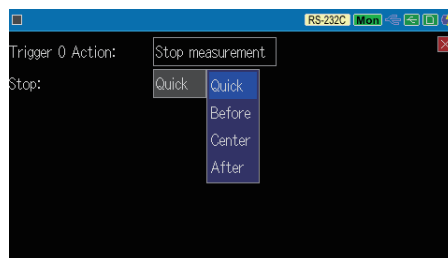 RS-232C Mon
Trigger 0 Action: Stop measurement
Stop: Quick Quick
Before
Center
After